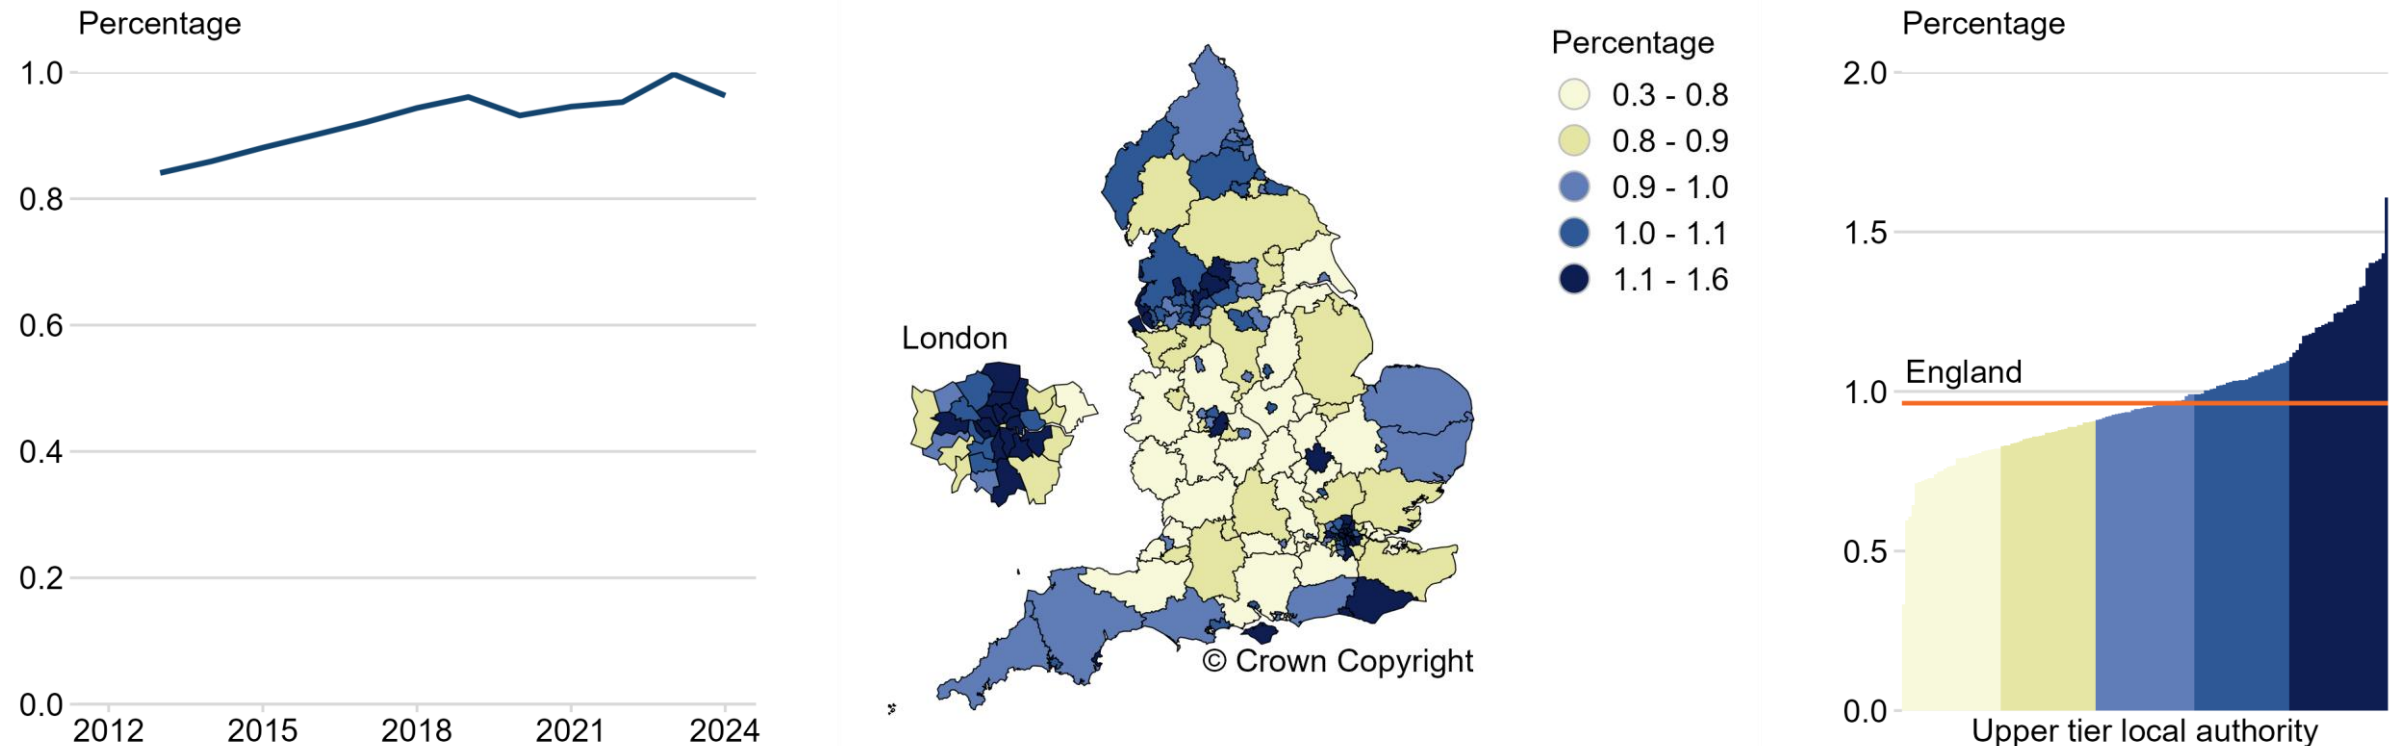 Percentage
1.0
0.8
0.6
0.4
0.2
0.0
2012 2015 2018 2021 2024
London
© Crown Copyright
Percentage
0.3 - 0.8
0.8 - 0.9
0.9 - 1.0
1.0 - 1.1
1.1 - 1.6
Percentage
2.0
1.5
England
1.0
0.5
0.0
Upper tier local authority